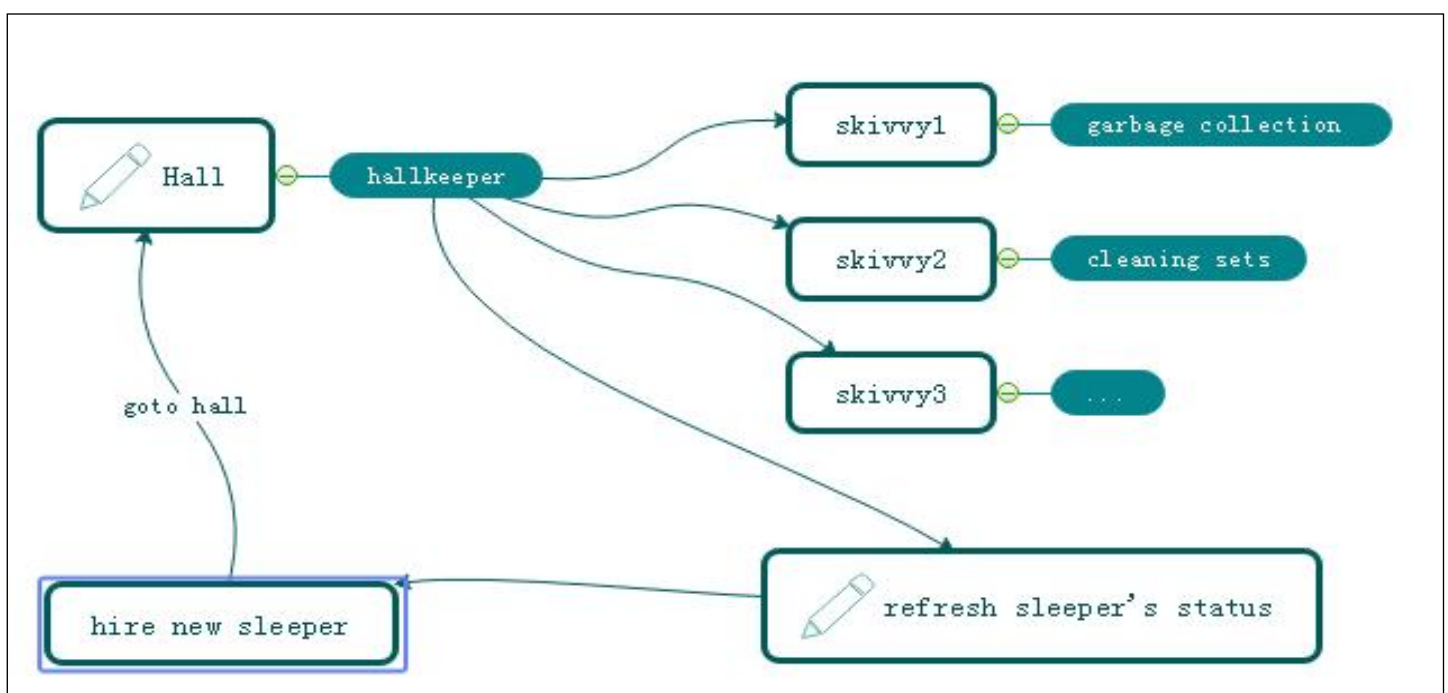 skivvy1
garbage collection
Hall
hallkeeper
skivvy2
cleaning sets
skivvy3
...
goto hall
hire new sleeper
refresh sleeper's status